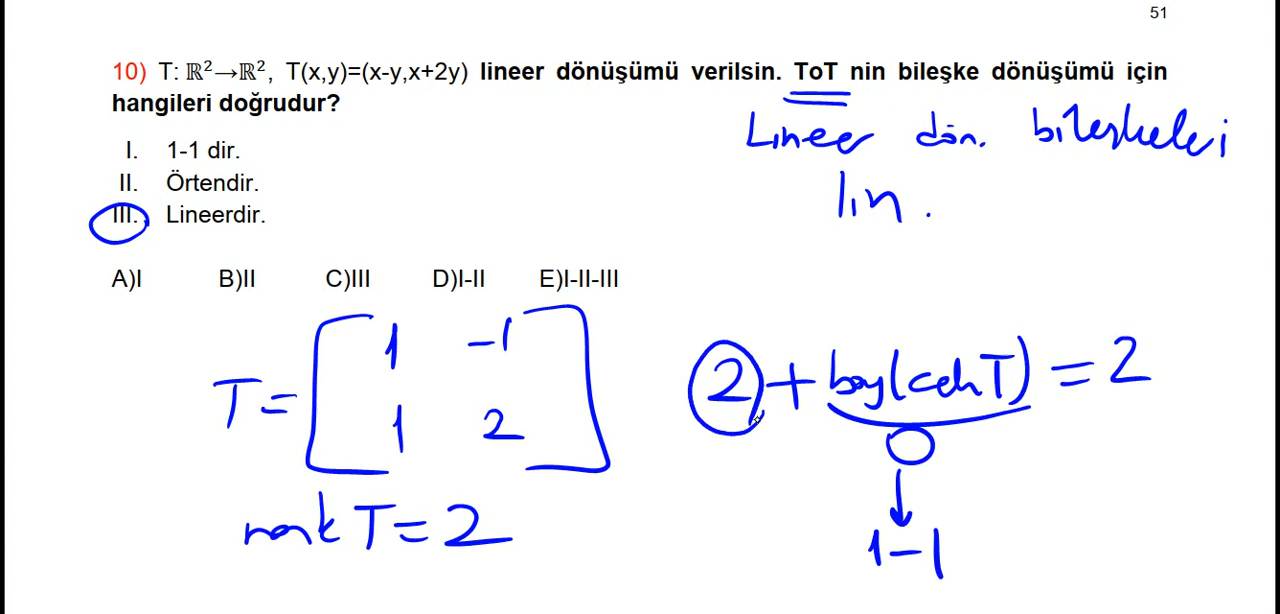 51
10) T: ℝ²→ℝ², T(x,y)=(x-y,x+2y) lineer dönüşümü verilsin. ToT nin bileşke dönüşümü için
hangileri doğrudur?
Lineer dön. bileşkeleri
lin.
I. 1-1 dir.
II. Örtendir.
III. Lineerdir.
A)I B)II C)III D)I-II E)I-II-III
T = [ 1 -1
1 2 ]
rank T = 2
2 + boy(çek T) = 2
0
1-1